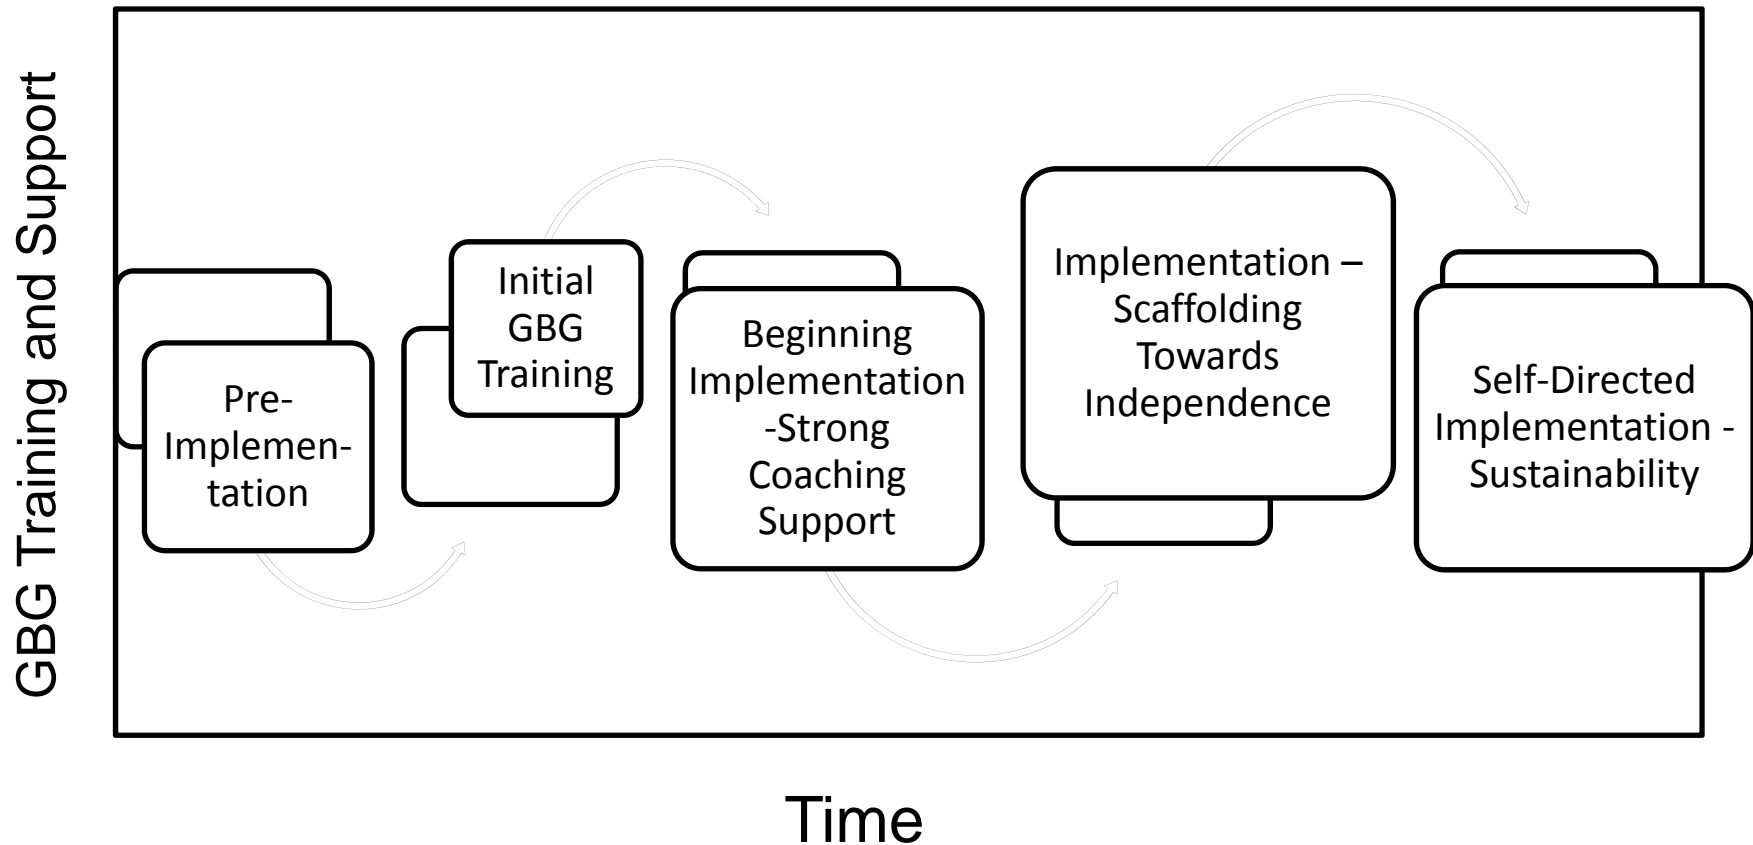 GBG Training and Support
Pre-
Implemen-
tation
Initial
GBG
Training
Beginning
Implementation
-Strong
Coaching
Support
Implementation –
Scaffolding
Towards
Independence
Self-Directed
Implementation -
Sustainability
Time